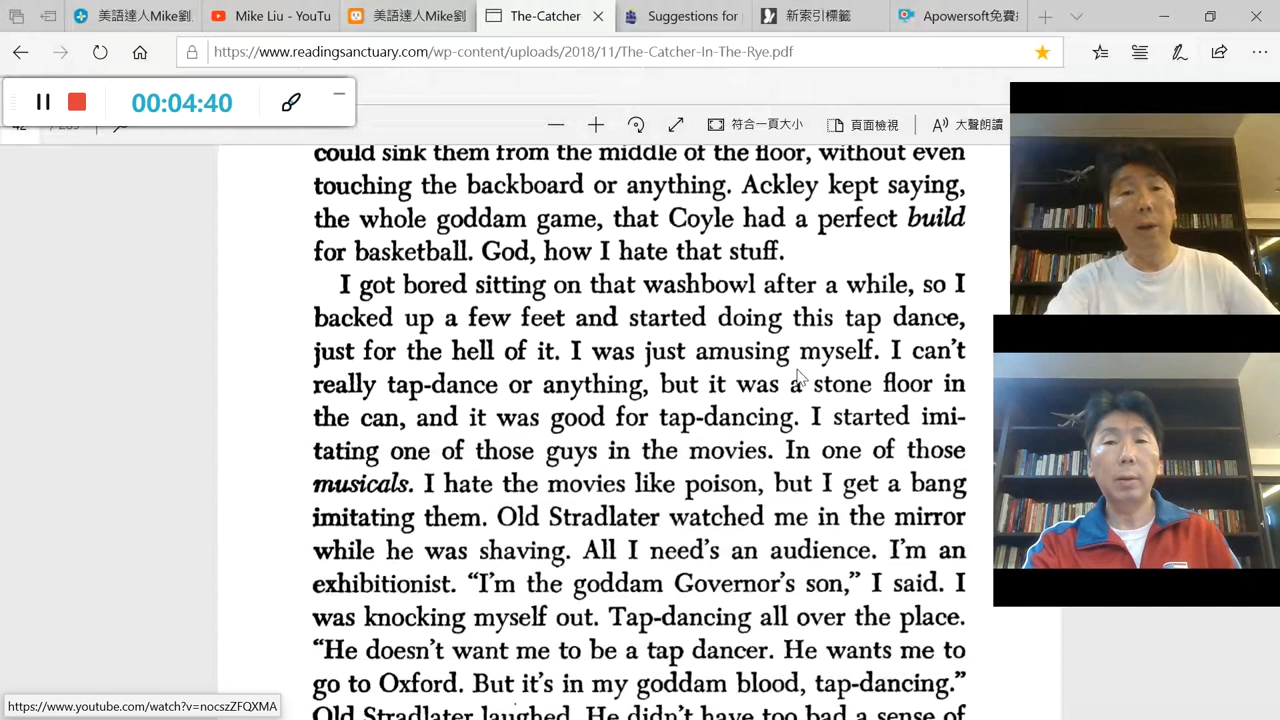 美語達人Mike劉
Mike Liu - YouTu
美語達人Mike劉
The-Catcher
Suggestions for
新索引標籤
Apowersoft免費
https://www.readingsanctuary.com/wp-content/uploads/2018/11/The-Catcher-In-The-Rye.pdf
00:04:40
符合一頁大小
頁面檢視
大聲朗讀
could sink them from the middle of the floor, without even
touching the backboard or anything. Ackley kept saying,
the whole goddam game, that Coyle had a perfect build
for basketball. God, how I hate that stuff.
I got bored sitting on that washbowl after a while, so I
backed up a few feet and started doing this tap dance,
just for the hell of it. I was just amusing myself. I can't
really tap-dance or anything, but it was a stone floor in
the can, and it was good for tap-dancing. I started imi-
tating one of those guys in the movies. In one of those
musicals. I hate the movies like poison, but I get a bang
imitating them. Old Stradlater watched me in the mirror
while he was shaving. All I need's an audience. I'm an
exhibitionist. "I'm the goddam Governor's son," I said. I
was knocking myself out. Tap-dancing all over the place.
"He doesn't want me to be a tap dancer. He wants me to
go to Oxford. But it's in my goddam blood, tap-dancing."
Old Stradlater laughed. He didn't have too bad a sense of
https://www.youtube.com/watch?v=nocszZFQXMA